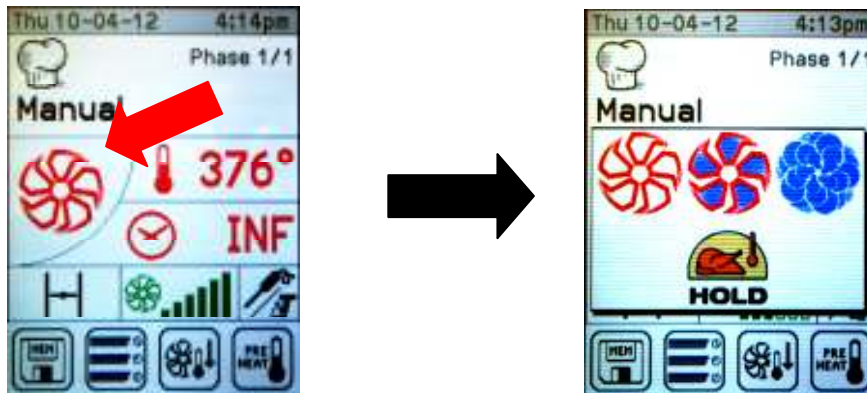 Thu 10-04-12 4:14pm
Phase 1/1
Manual
376°
INF
MEM
PRE
HEAT
Thu 10-04-12 4:13pm
Phase 1/1
Manual
HOLD
MEM
PRE
HEAT